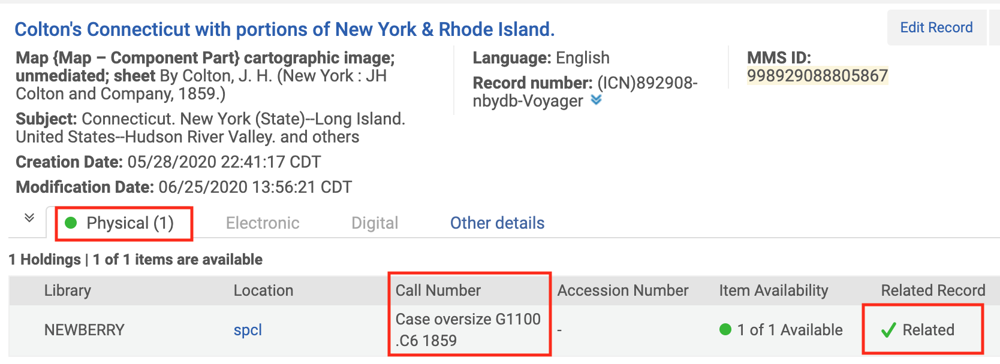 Colton's Connecticut with portions of New York & Rhode Island.
Edit Record
Map {Map – Component Part} cartographic image;
unmediated; sheet By Colton, J. H. (New York : JH
Colton and Company, 1859.)
Subject: Connecticut. New York (State)--Long Island.
United States--Hudson River Valley. and others
Creation Date: 05/28/2020 22:41:17 CDT
Modification Date: 06/25/2020 13:56:21 CDT
Language: English
Record number: (ICN)892908-
nbydb-Voyager
MMS ID:
998929088805867
Physical (1)
Electronic
Digital
Other details
1 Holdings | 1 of 1 items are available
Library
Location
Call Number
Accession Number
Item Availability
Related Record
NEWBERRY
spcl
Case oversize G1100
.C6 1859
-
1 of 1 Available
Related